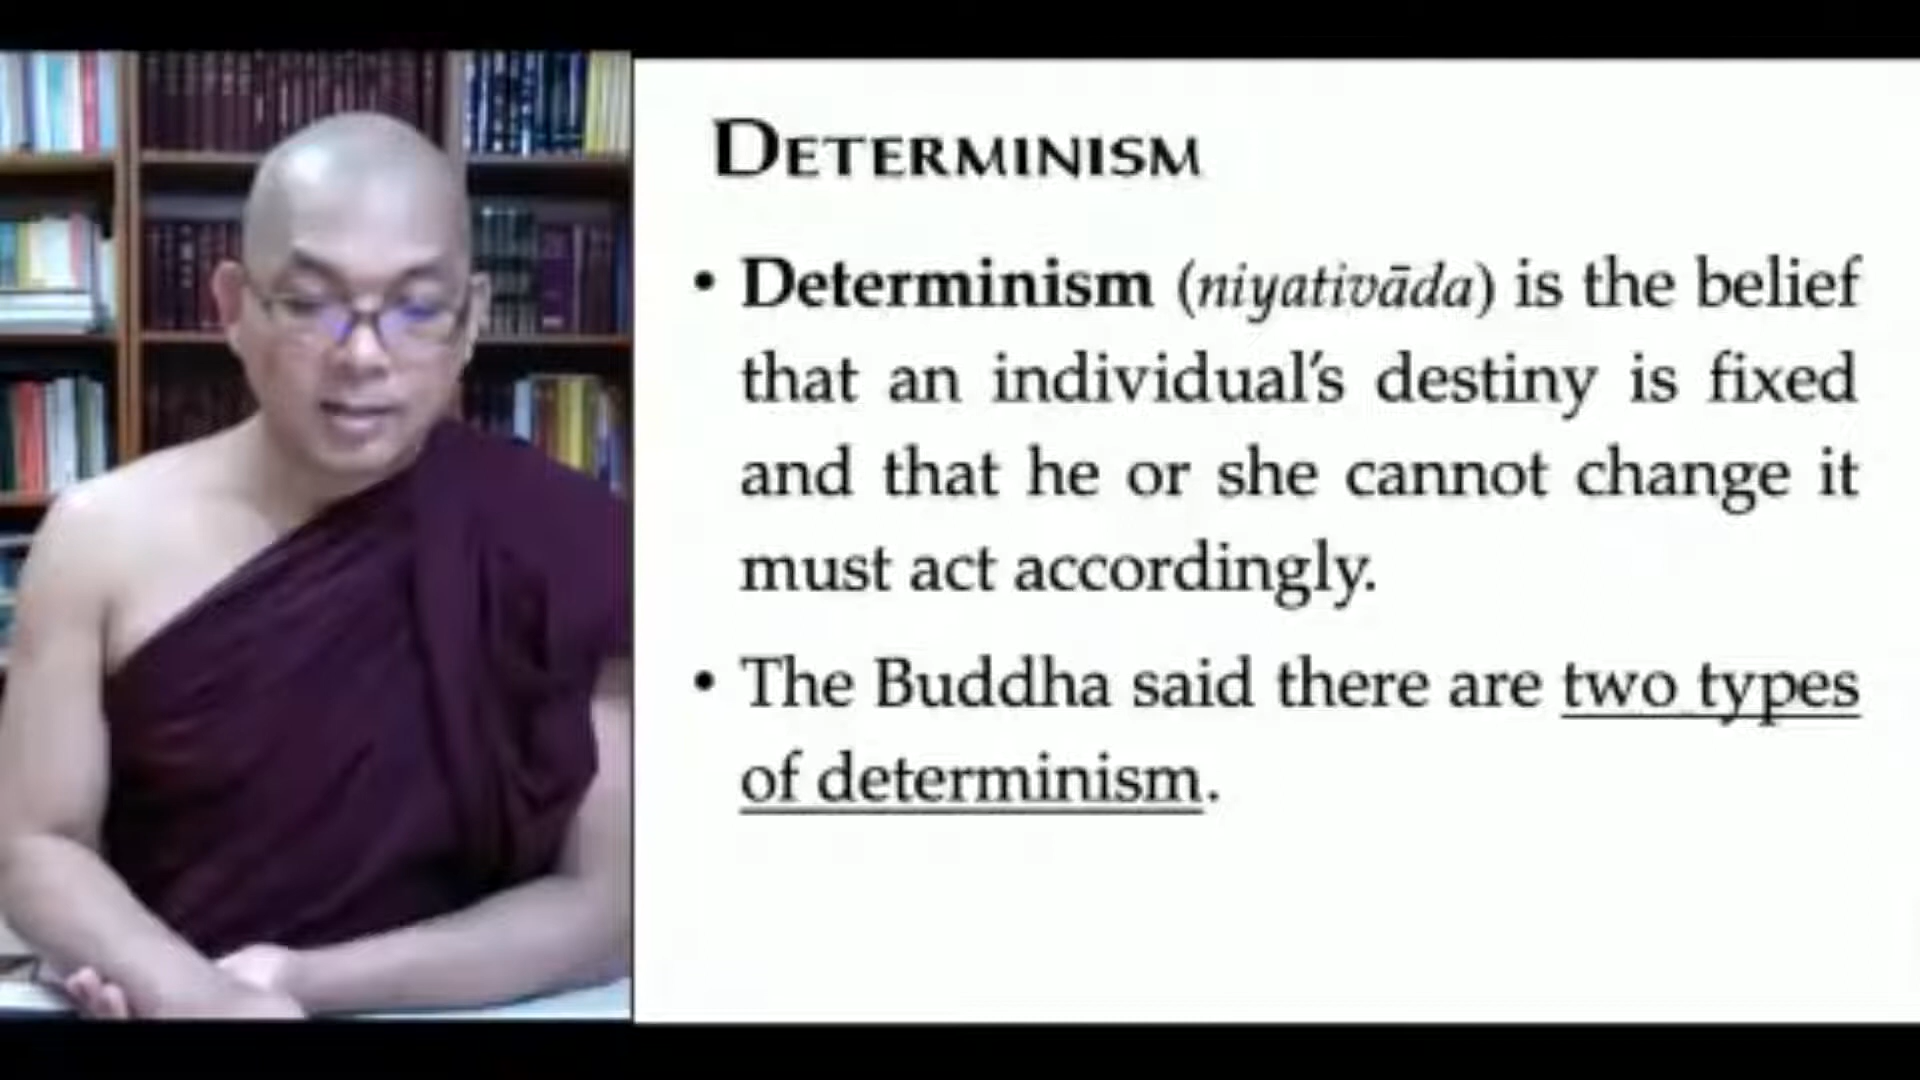 DETERMINISM
• Determinism (niyativāda) is the belief
that an individual's destiny is fixed
and that he or she cannot change it
must act accordingly.
• The Buddha said there are two types
of determinism.